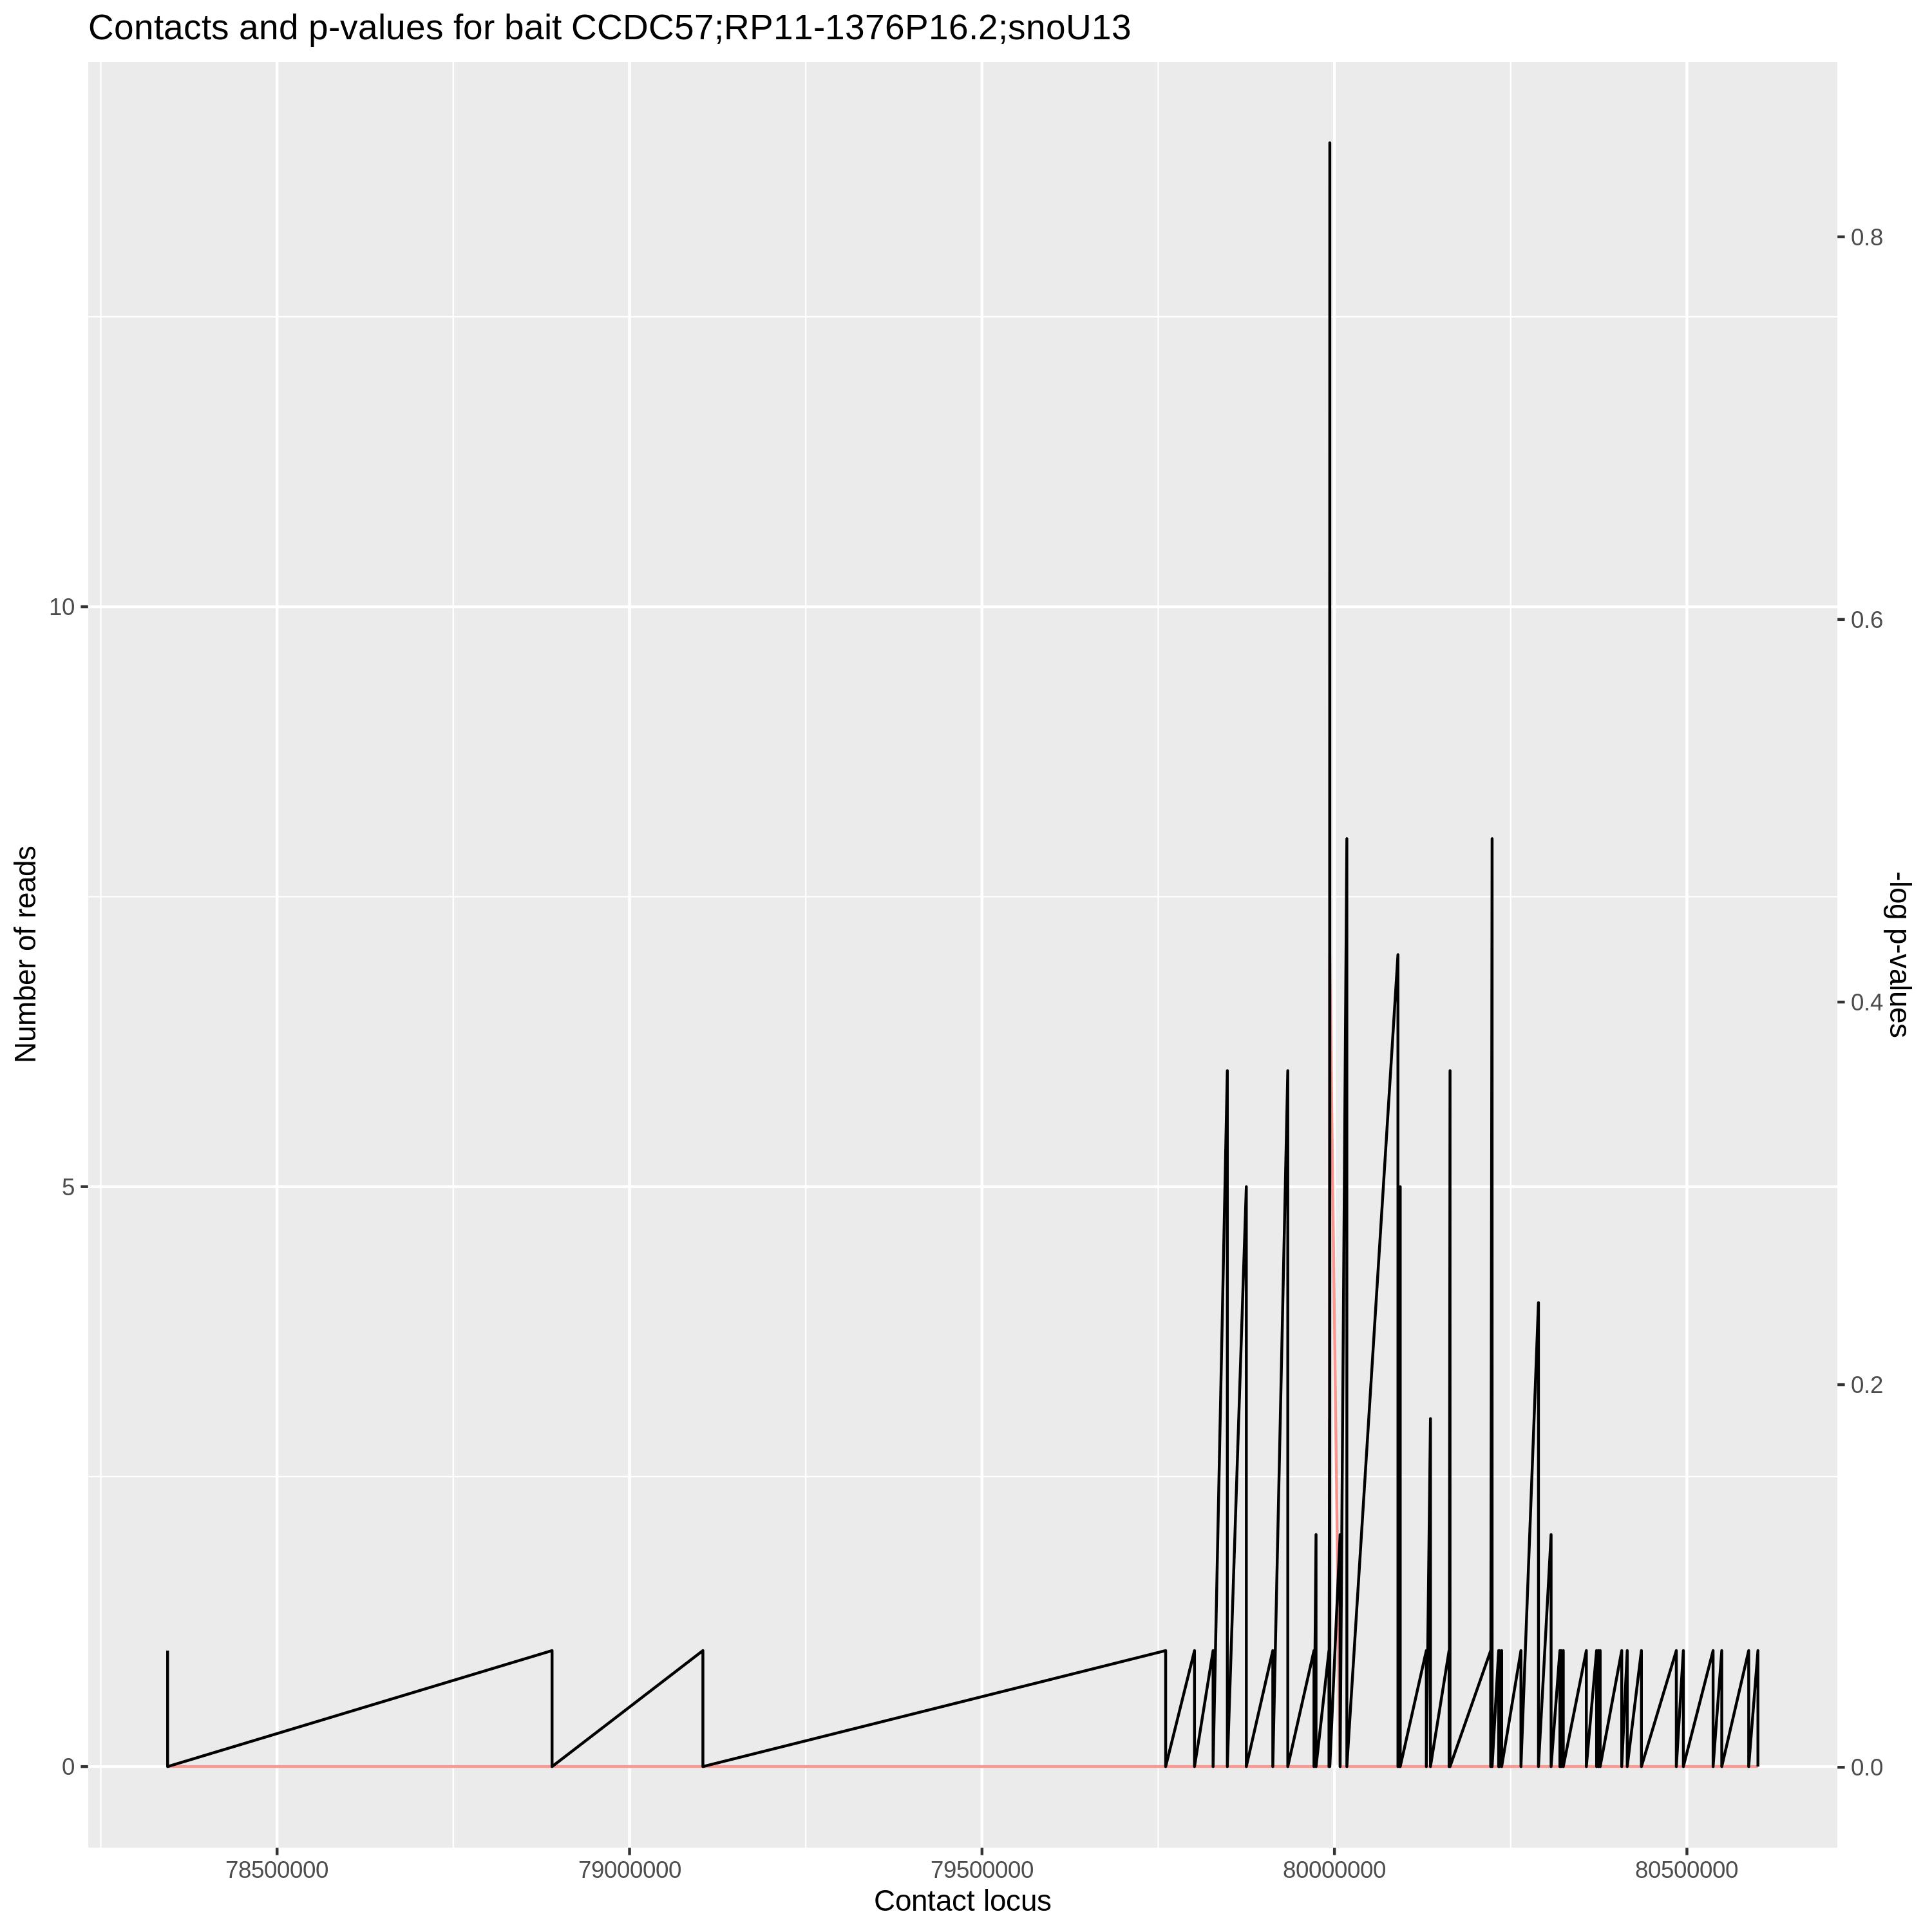 Contacts and p-values for bait CCDC57;RP11-1376P16.2;snoU13
Number of reads
10
5
0
0.8
0.6
0.4
0.2
0.0
-log p-values
78500000 79000000 79500000 80000000 80500000
Contact locus